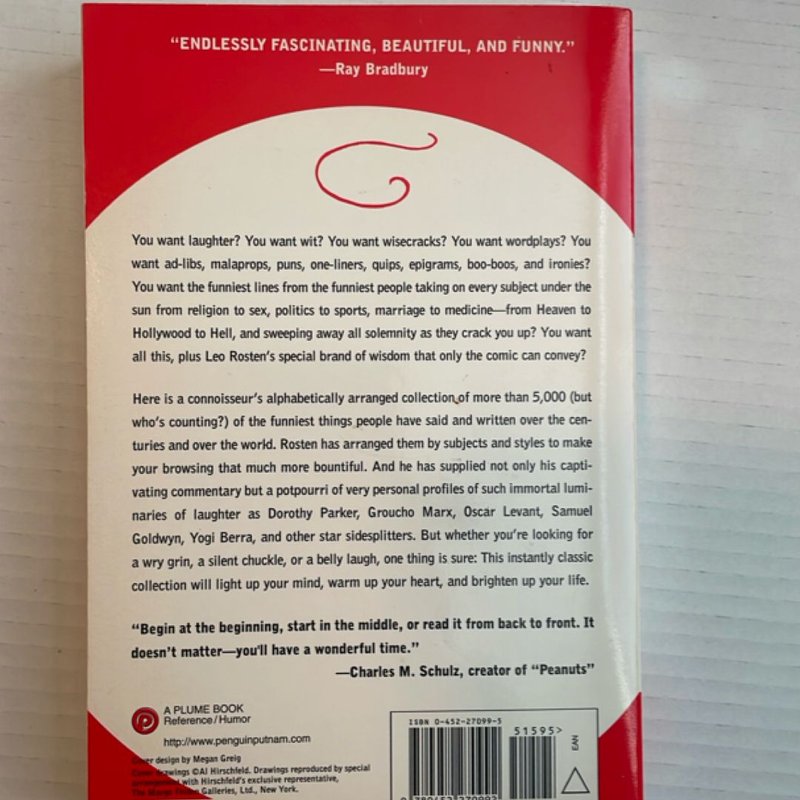 “ENDLESSLY FASCINATING, BEAUTIFUL, AND FUNNY.”
—Ray Bradbury
You want laughter? You want wit? You want wisecracks? You want wordplays? You
want ad-libs, malaprops, puns, one-liners, quips, epigrams, boo-boos, and ironies?
You want the funniest lines from the funniest people taking on every subject under the
sun from religion to sex, politics to sports, marriage to medicine—from Heaven to
Hollywood to Hell, and sweeping away all solemnity as they crack you up? You want
all this, plus Leo Rosten's special brand of wisdom that only the comic can convey?
Here is a connoisseur's alphabetically arranged collection of more than 5,000 (but
who's counting?) of the funniest things people have said and written over the cen-
turies and over the world. Rosten has arranged them by subjects and styles to make
your browsing that much more bountiful. And he has supplied not only his capti-
vating commentary but a potpourri of very personal profiles of such immortal lumi-
naries of laughter as Dorothy Parker, Groucho Marx, Oscar Levant, Samuel
Goldwyn, Yogi Berra, and other star sidesplitters. But whether you're looking for
a wry grin, a silent chuckle, or a belly laugh, one thing is sure: This instantly classic
collection will light up your mind, warm up your heart, and brighten up your life.
“Begin at the beginning, start in the middle, or read it from back to front. It
doesn't matter—you'll have a wonderful time.”
—Charles M. Schulz, creator of “Peanuts”
A PLUME BOOK
Reference/Humor
http://www.penguinputnam.com
Cover design by Megan Greig
Cover drawings ©Al Hirschfeld. Drawings reproduced by special
arrangement with Hirschfeld's exclusive representative,
The Margo Feiden Galleries, Ltd., New York.
ISBN 0-452-27099-5
51595>
EAN